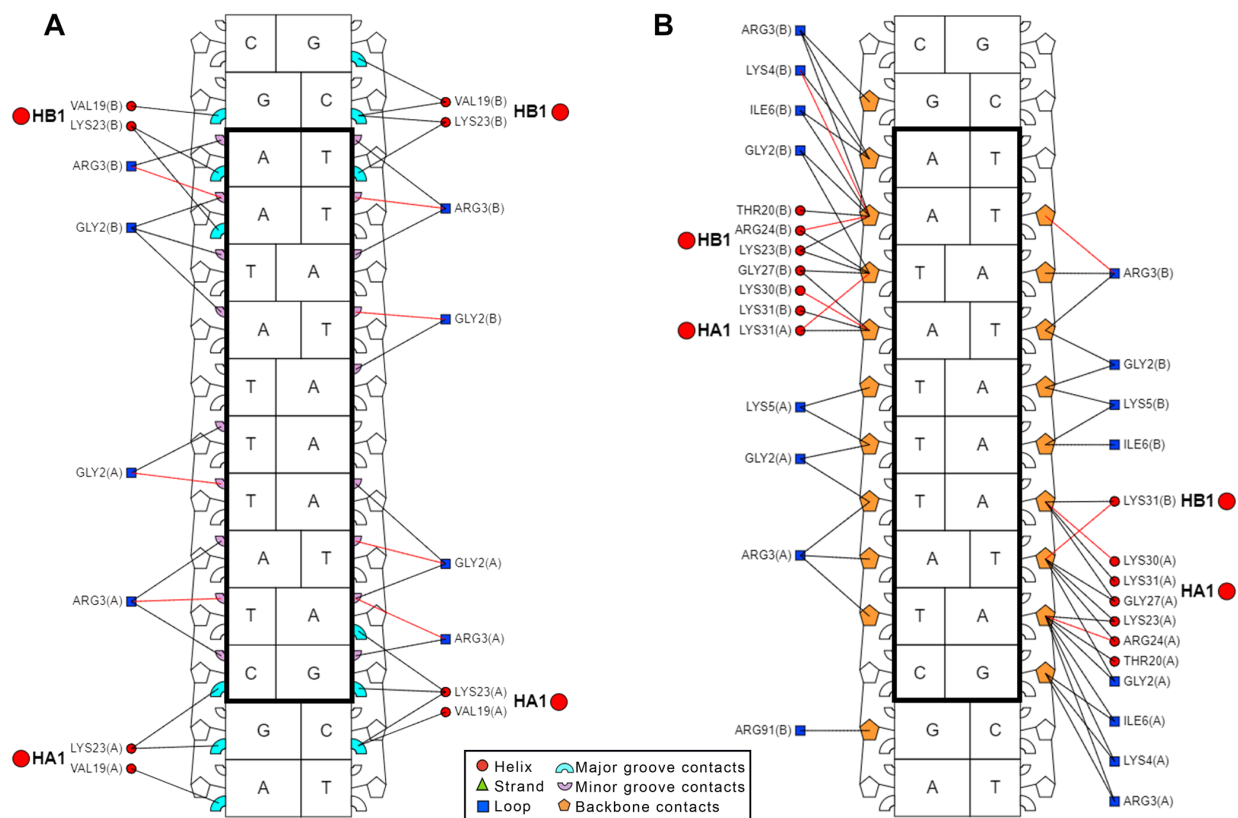 A
C G
G C
A T
A T
T A
A T
T A
T A
T A
A T
T A
C G
G C
A T
VAL19(B)
HB1
LYS23(B)
ARG3(B)
GLY2(B)
GLY2(A)
ARG3(A)
LYS23(A)
HA1
VAL19(A)
VAL19(B)
HB1
LYS23(B)
ARG3(B)
GLY2(B)
GLY2(A)
ARG3(A)
LYS23(A)
HA1
VAL19(A)
B
ARG3(B)
LYS4(B)
ILE6(B)
GLY2(B)
THR20(B)
ARG24(B)
HB1
LYS23(B)
GLY27(B)
LYS30(B)
LYS31(B)
HA1
LYS31(A)
LYS5(A)
GLY2(A)
ARG3(A)
ARG91(B)
C G
G C
A T
A T
T A
A T
T A
T A
T A
A T
T A
C G
G C
A T
ARG3(B)
GLY2(B)
LYS5(B)
ILE6(B)
LYS31(B)
HB1
LYS30(A)
LYS31(A)
HA1
GLY27(A)
LYS23(A)
ARG24(A)
THR20(A)
GLY2(A)
ILE6(A)
LYS4(A)
ARG3(A)
Helix Major groove contacts
Strand Minor groove contacts
Loop Backbone contacts